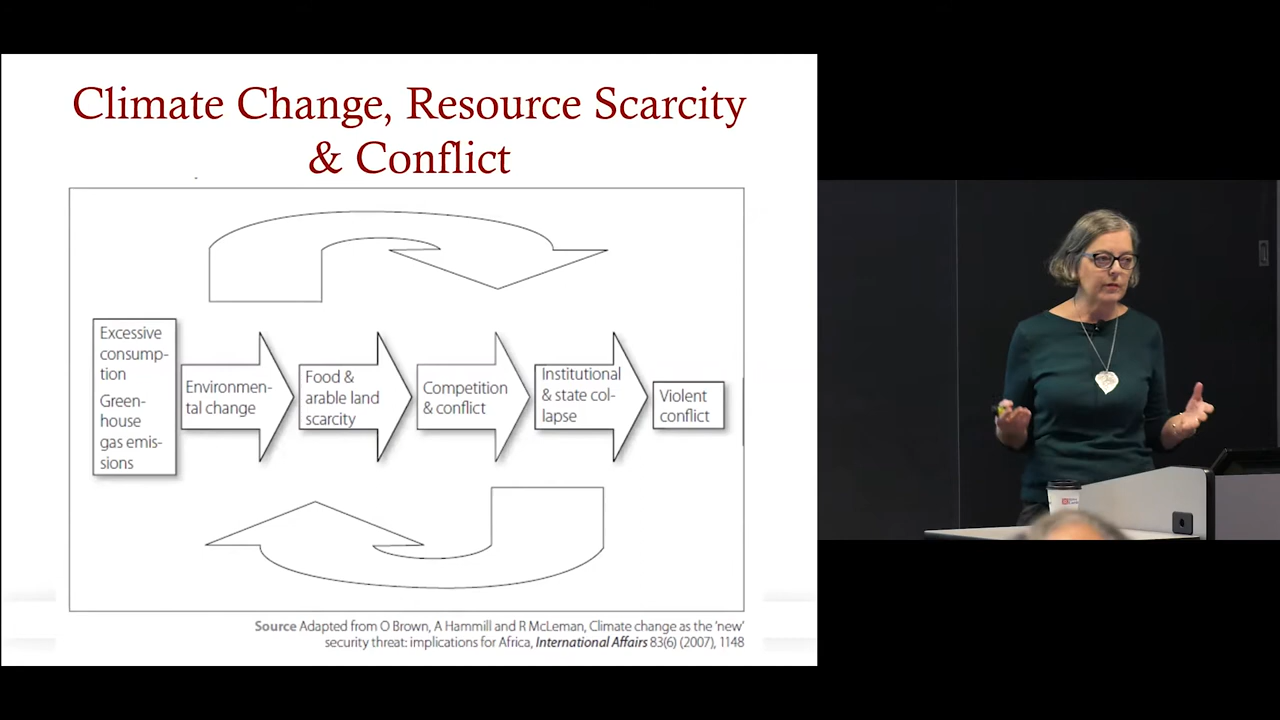 Climate Change, Resource Scarcity
& Conflict
Excessive
consump-
tion
Green-
house
gas emis-
sions
Environmen-
tal change
Food &
arable land
scarcity
Competition
& conflict
Institutional
& state col-
lapse
Violent
conflict
Source Adapted from O Brown, A Hammill and R McLeman, Climate change as the ‘new’
security threat: implications for Africa, International Affairs 83(6) (2007), 1148